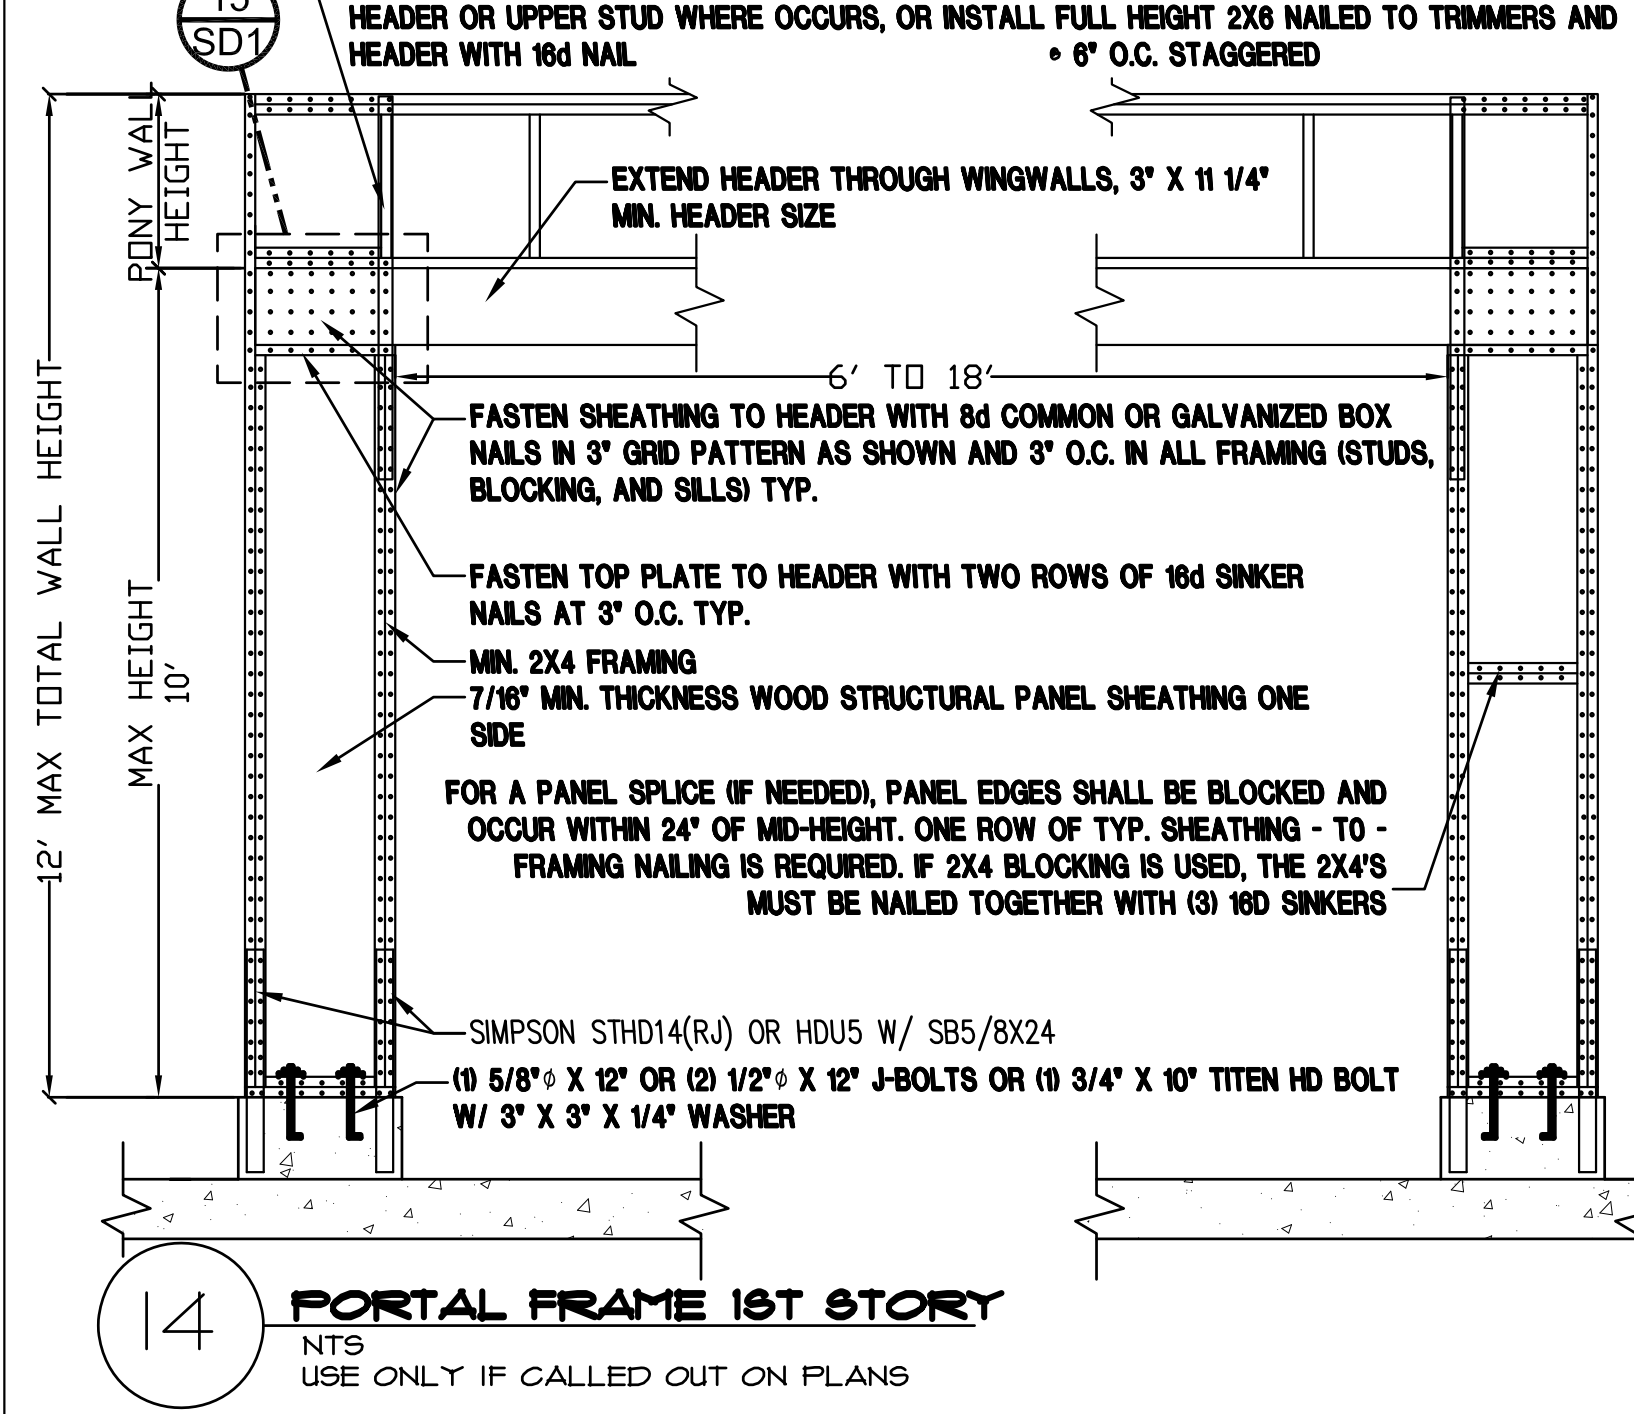 SD1
HEADER OR UPPER STUD WHERE OCCURS, OR INSTALL FULL HEIGHT 2X6 NAILED TO TRIMMERS AND
HEADER WITH 16d NAIL @ 6" O.C. STAGGERED
PONY WALL
HEIGHT
EXTEND HEADER THROUGH WINGWALLS, 3" X 11 1/4"
MIN. HEADER SIZE
6' TO 18'
12' MAX TOTAL WALL HEIGHT
MAX HEIGHT
10'
FASTEN SHEATHING TO HEADER WITH 8d COMMON OR GALVANIZED BOX
NAILS IN 3" GRID PATTERN AS SHOWN AND 3" O.C. IN ALL FRAMING (STUDS,
BLOCKING, AND SILLS) TYP.
FASTEN TOP PLATE TO HEADER WITH TWO ROWS OF 16d SINKER
NAILS AT 3" O.C. TYP.
MIN. 2X4 FRAMING
7/16" MIN. THICKNESS WOOD STRUCTURAL PANEL SHEATHING ONE
SIDE
FOR A PANEL SPLICE (IF NEEDED), PANEL EDGES SHALL BE BLOCKED AND
OCCUR WITHIN 24" OF MID-HEIGHT. ONE ROW OF TYP. SHEATHING - TO -
FRAMING NAILING IS REQUIRED. IF 2X4 BLOCKING IS USED, THE 2X4'S
MUST BE NAILED TOGETHER WITH (3) 16D SINKERS
SIMPSON STHD14(RJ) OR HDU5 W/ SB5/8X24
(1) 5/8"⌀ X 12" OR (2) 1/2"⌀ X 12" J-BOLTS OR (1) 3/4" X 10" TITEN HD BOLT
W/ 3" X 3" X 1/4" WASHER
14
PORTAL FRAME 1ST STORY
NTS
USE ONLY IF CALLED OUT ON PLANS